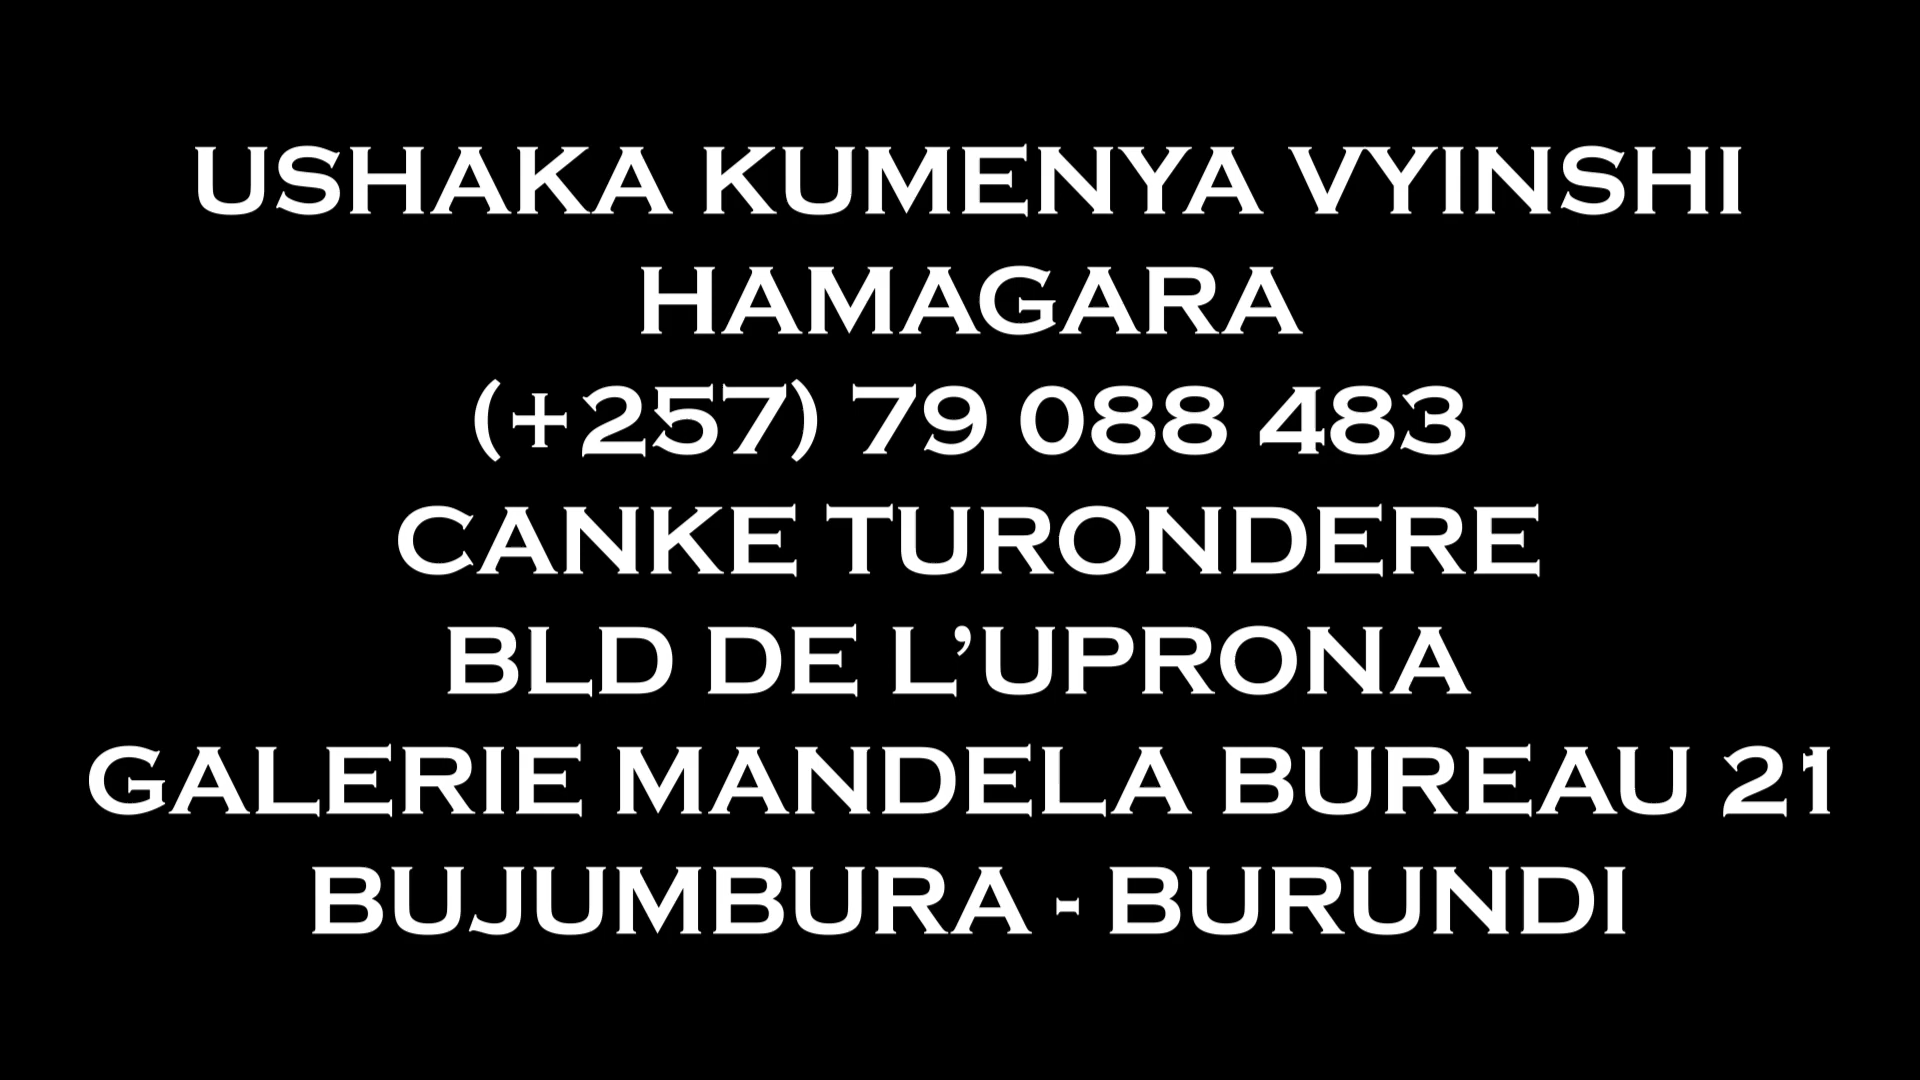 USHAKA KUMENYA VYINSHI
HAMAGARA
(+257) 79 088 483
CANKE TURONDERE
BLD DE L’UPRONA
GALERIE MANDELA BUREAU 21
BUJUMBURA - BURUNDI